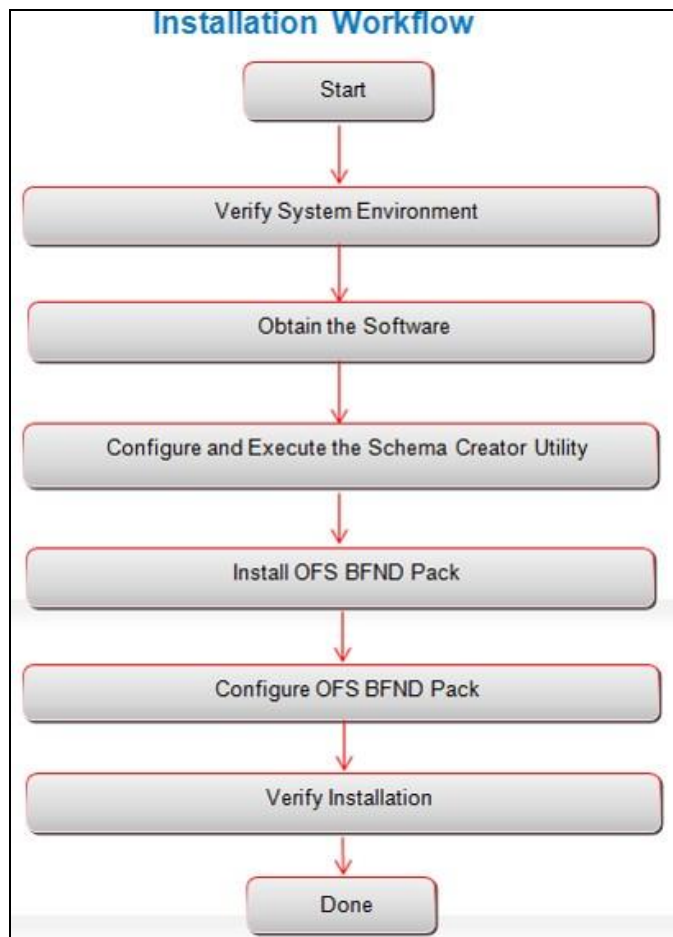 Installation Workflow
Start
Verify System Environment
Obtain the Software
Configure and Execute the Schema Creator Utility
Install OFS BFND Pack
Configure OFS BFND Pack
Verify Installation
Done